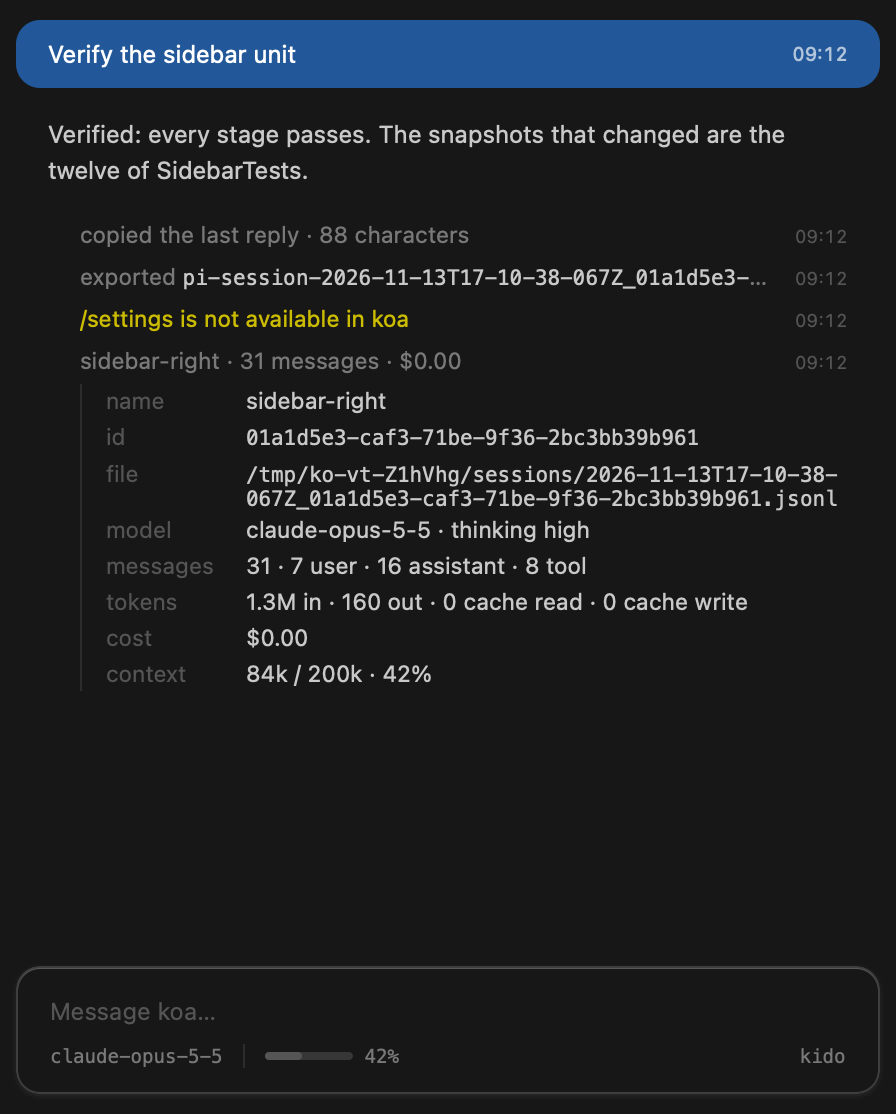 Verify the sidebar unit 09:12
Verified: every stage passes. The snapshots that changed are the
twelve of SidebarTests.
copied the last reply · 88 characters 09:12
exported pi-session-2026-11-13T17-10-38-067Z_01a1d5e3-… 09:12
/settings is not available in koa 09:12
sidebar-right · 31 messages · $0.00 09:12
name sidebar-right
id 01a1d5e3-caf3-71be-9f36-2bc3bb39b961
file /tmp/ko-vt-Z1hVhg/sessions/2026-11-13T17-10-38-
067Z_01a1d5e3-caf3-71be-9f36-2bc3bb39b961.jsonl
model claude-opus-5-5 · thinking high
messages 31 · 7 user · 16 assistant · 8 tool
tokens 1.3M in · 160 out · 0 cache read · 0 cache write
cost $0.00
context 84k / 200k · 42%
Message koa...
claude-opus-5-5 42% kido